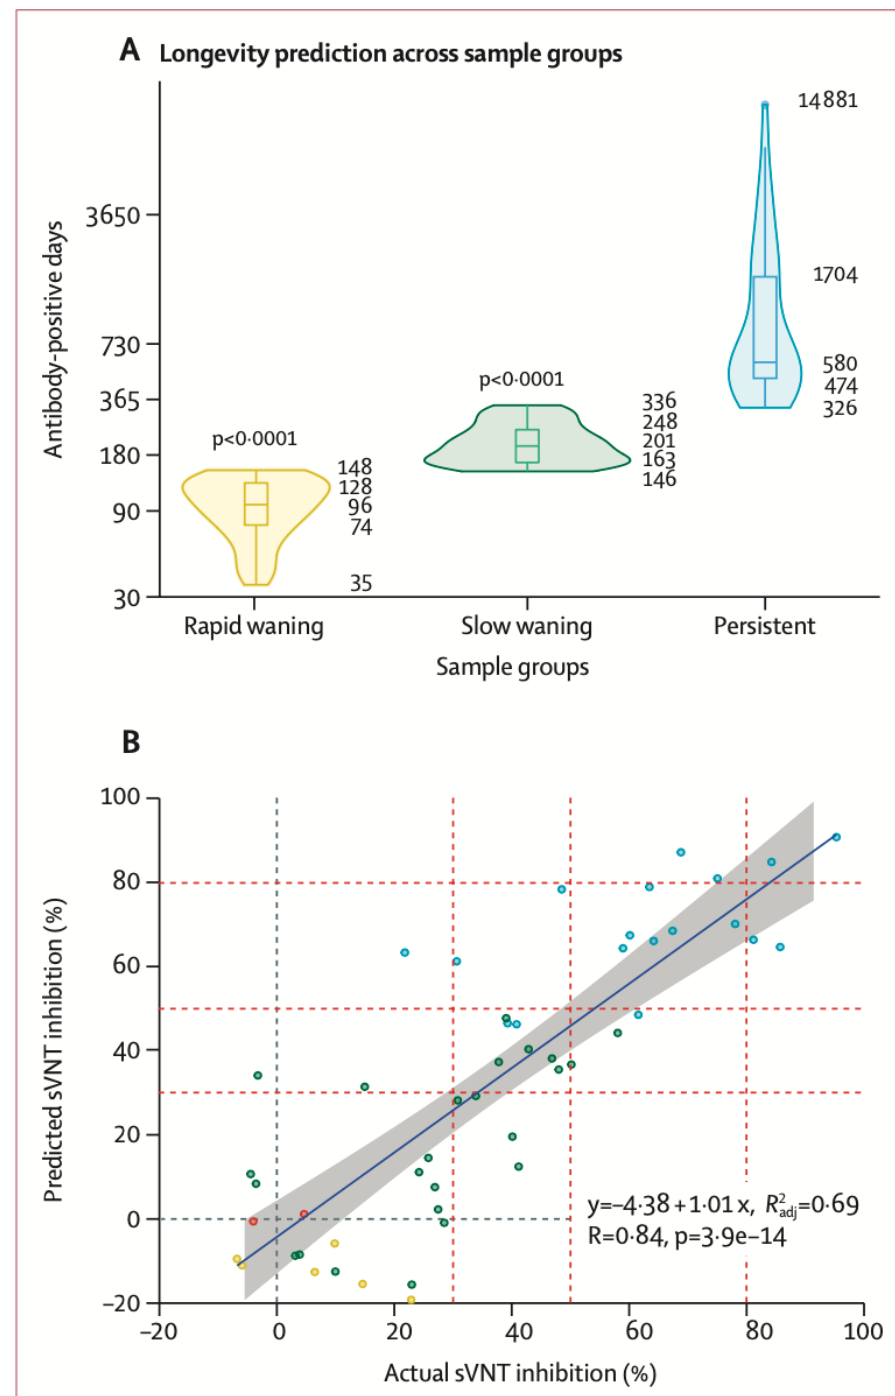 A Longevity prediction across sample groups
14 881
3650
1704
Antibody-positive days
730
580
474
326
p<0·0001
365
336
248
201
163
146
p<0·0001
180
148
128
96
74
90
35
30
Rapid waning Slow waning Persistent
Sample groups
B
100
80
60
40
20
0
−20
Predicted sVNT inhibition (%)
y=−4·38 + 1·01 x, R²adj=0·69
R=0·84, p=3·9e−14
−20 0 20 40 60 80 100
Actual sVNT inhibition (%)